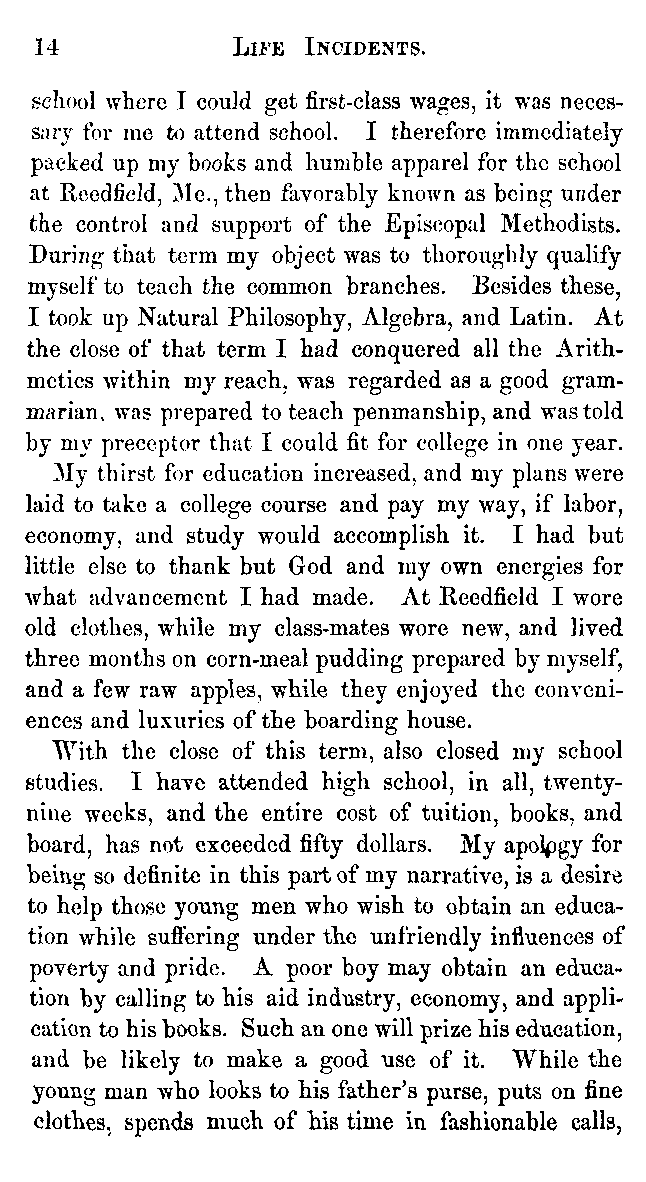 14 LIFE INCIDENTS.
school where I could get first-class wages, it was neces-
sary for me to attend school. I therefore immediately
packed up my books and humble apparel for the school
at Reedfield, Me., then favorably known as being under
the control and support of the Episcopal Methodists.
During that term my object was to thoroughly qualify
myself to teach the common branches. Besides these,
I took up Natural Philosophy, Algebra, and Latin. At
the close of that term I had conquered all the Arith-
metics within my reach, was regarded as a good gram-
marian, was prepared to teach penmanship, and was told
by my preceptor that I could fit for college in one year.
My thirst for education increased, and my plans were
laid to take a college course and pay my way, if labor,
economy, and study would accomplish it. I had but
little else to thank but God and my own energies for
what advancement I had made. At Reedfield I wore
old clothes, while my class-mates wore new, and lived
three months on corn-meal pudding prepared by myself,
and a few raw apples, while they enjoyed the conveni-
ences and luxuries of the boarding house.
With the close of this term, also closed my school
studies. I have attended high school, in all, twenty-
nine weeks, and the entire cost of tuition, books, and
board, has not exceeded fifty dollars. My apology for
being so definite in this part of my narrative, is a desire
to help those young men who wish to obtain an educa-
tion while suffering under the unfriendly influences of
poverty and pride. A poor boy may obtain an educa-
tion by calling to his aid industry, economy, and appli-
cation to his books. Such an one will prize his education,
and be likely to make a good use of it. While the
young man who looks to his father's purse, puts on fine
clothes, spends much of his time in fashionable calls,